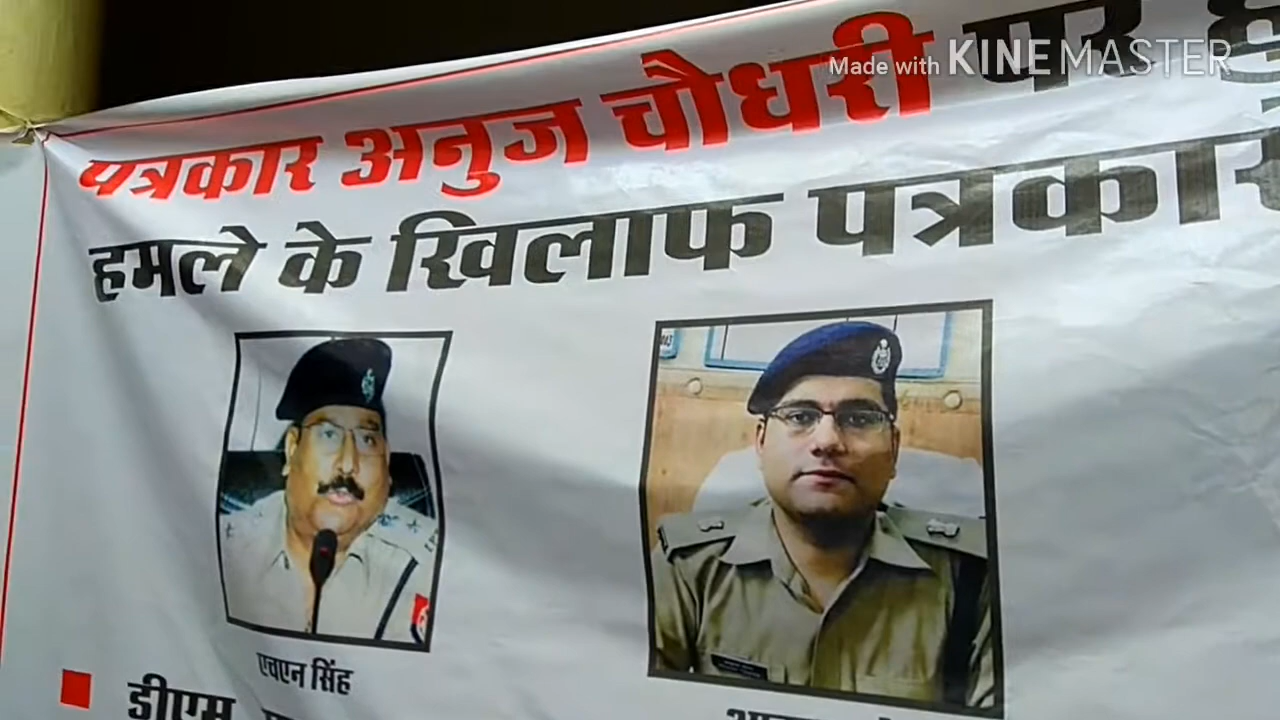 Made with KINEMASTER
पत्रकार अनुज चौधरी पर
हमले के खिलाफ पत्रकारो
एचएन सिंह
डीएम